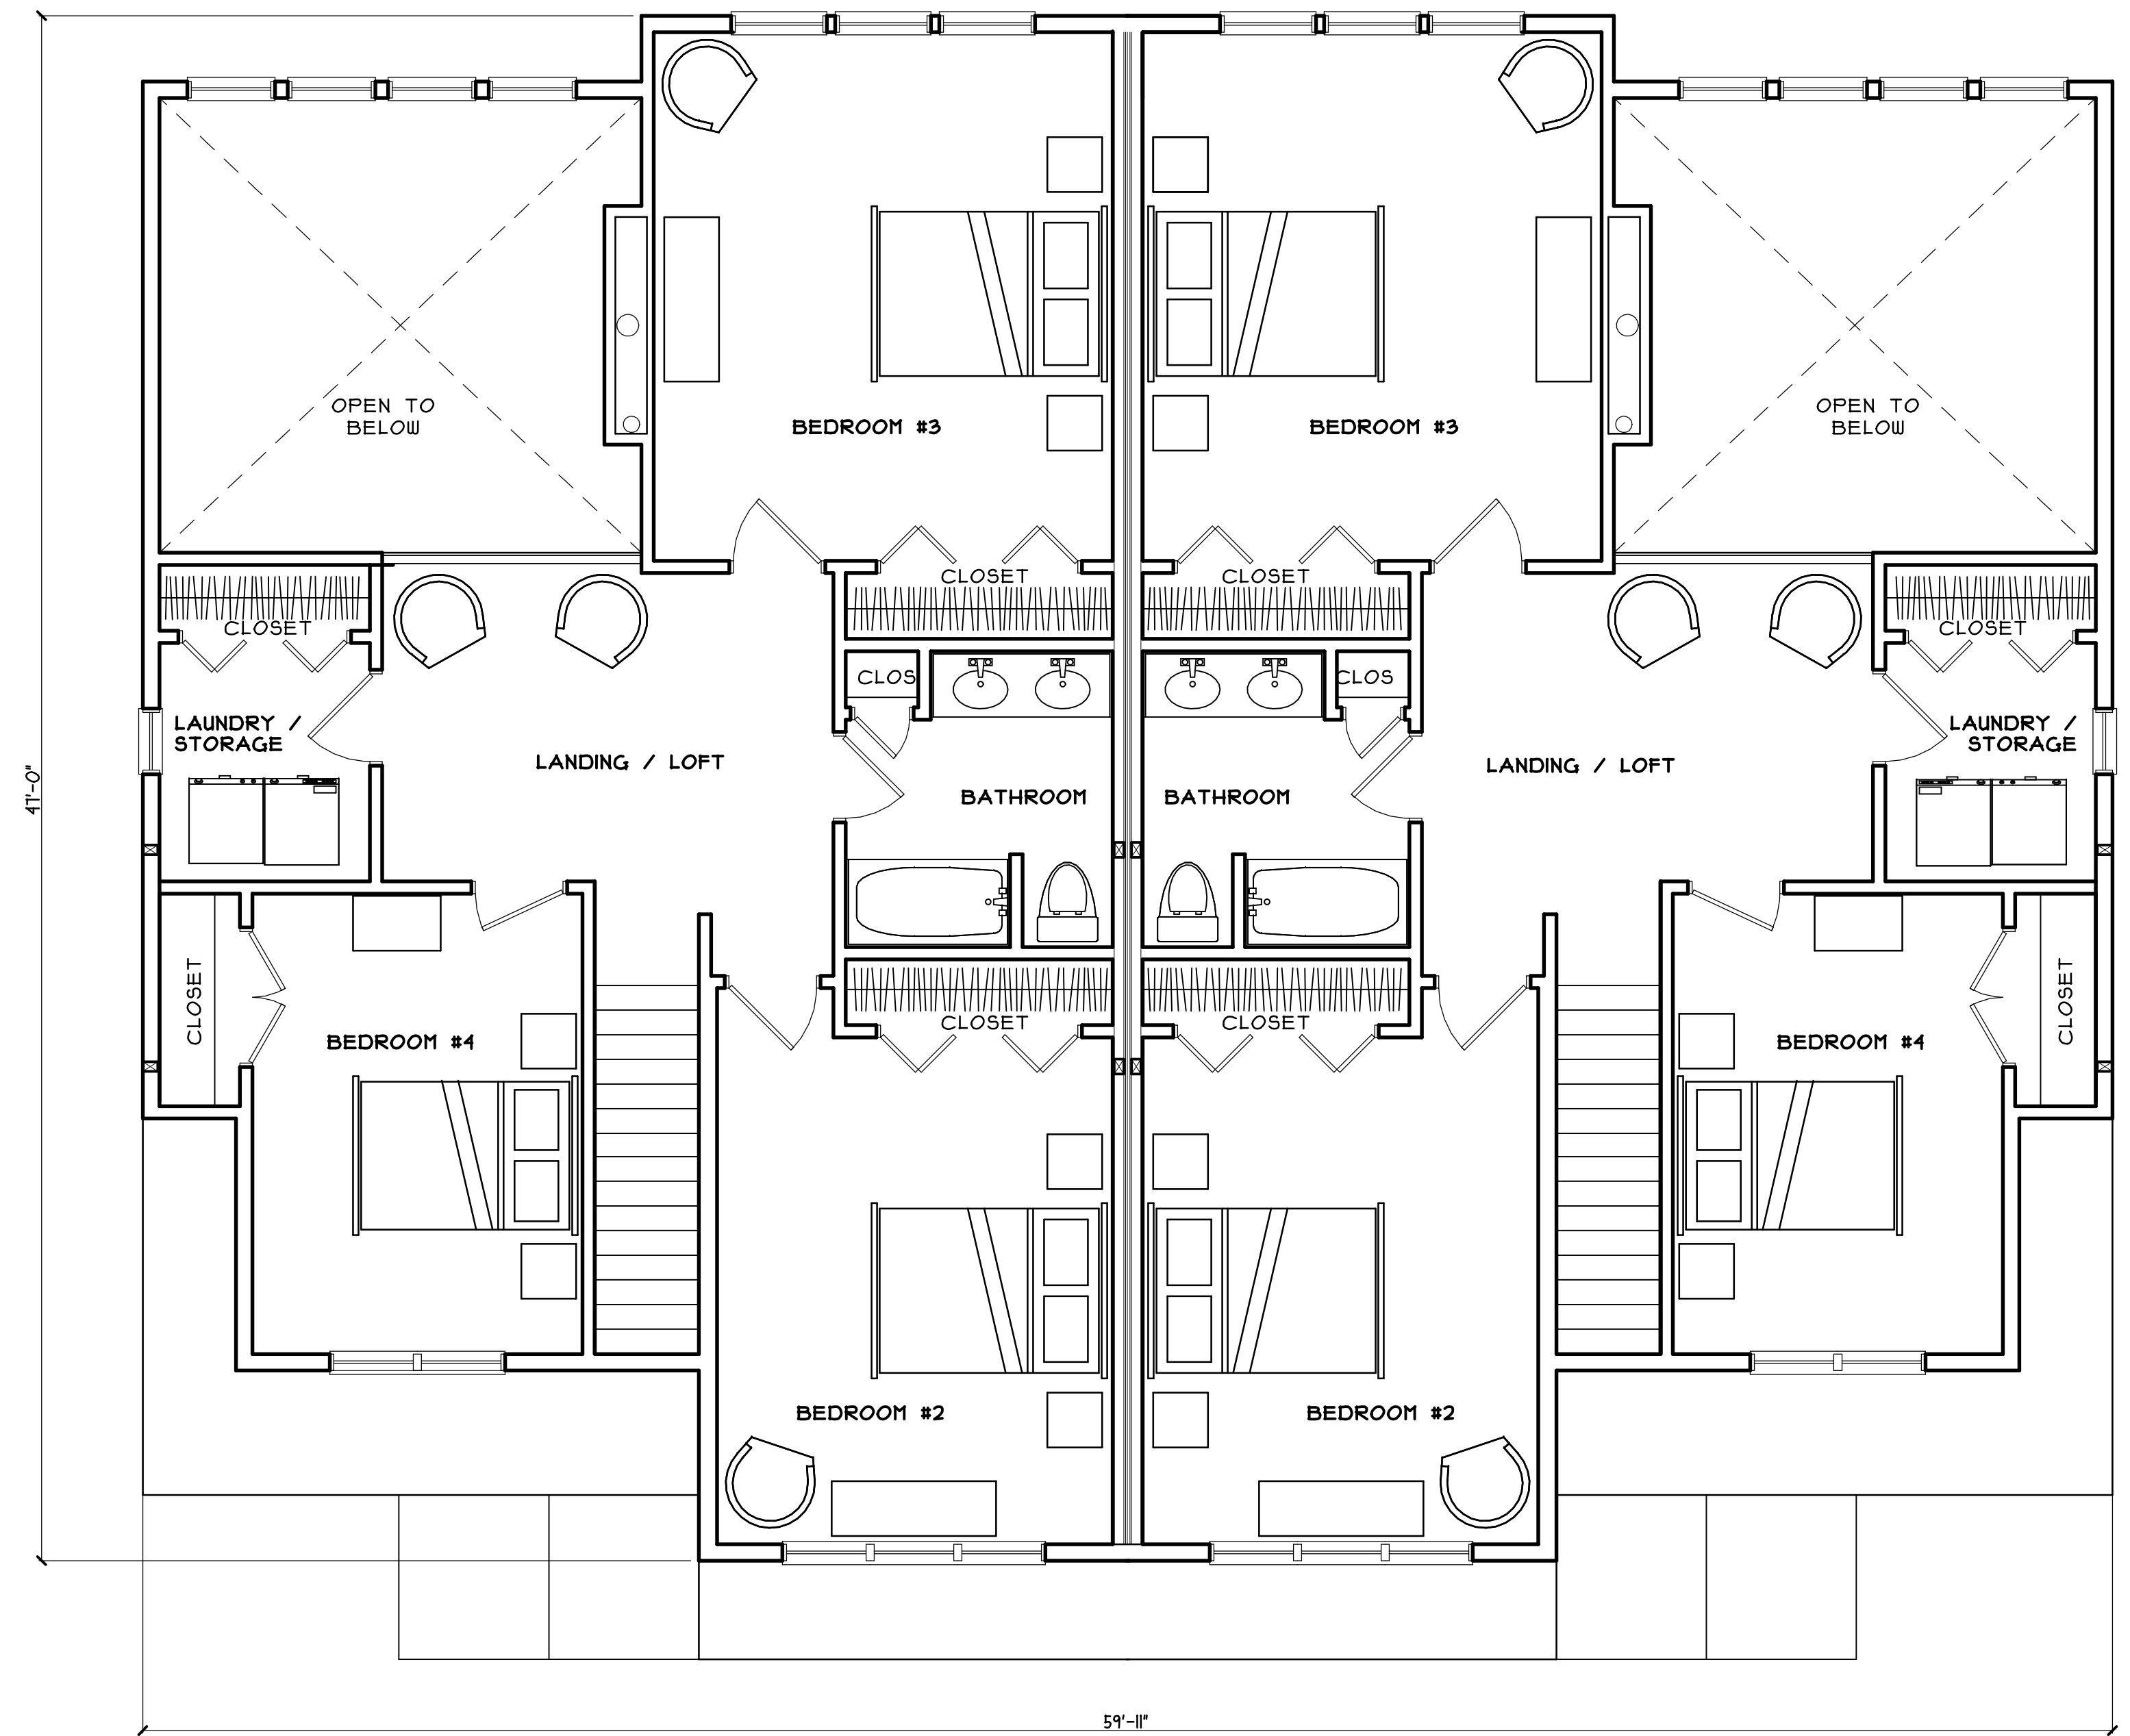 OPEN TO
BELOW
BEDROOM #3
BEDROOM #3
OPEN TO
BELOW
CLOSET
CLOSET
CLOSET
CLOSET
CLOS
CLOS
LAUNDRY /
STORAGE
LANDING / LOFT
LANDING / LOFT
LAUNDRY /
STORAGE
BATHROOM
BATHROOM
47'-0"
CLOSET
BEDROOM #4
CLOSET
CLOSET
BEDROOM #4
CLOSET
BEDROOM #2
BEDROOM #2
59'-11"